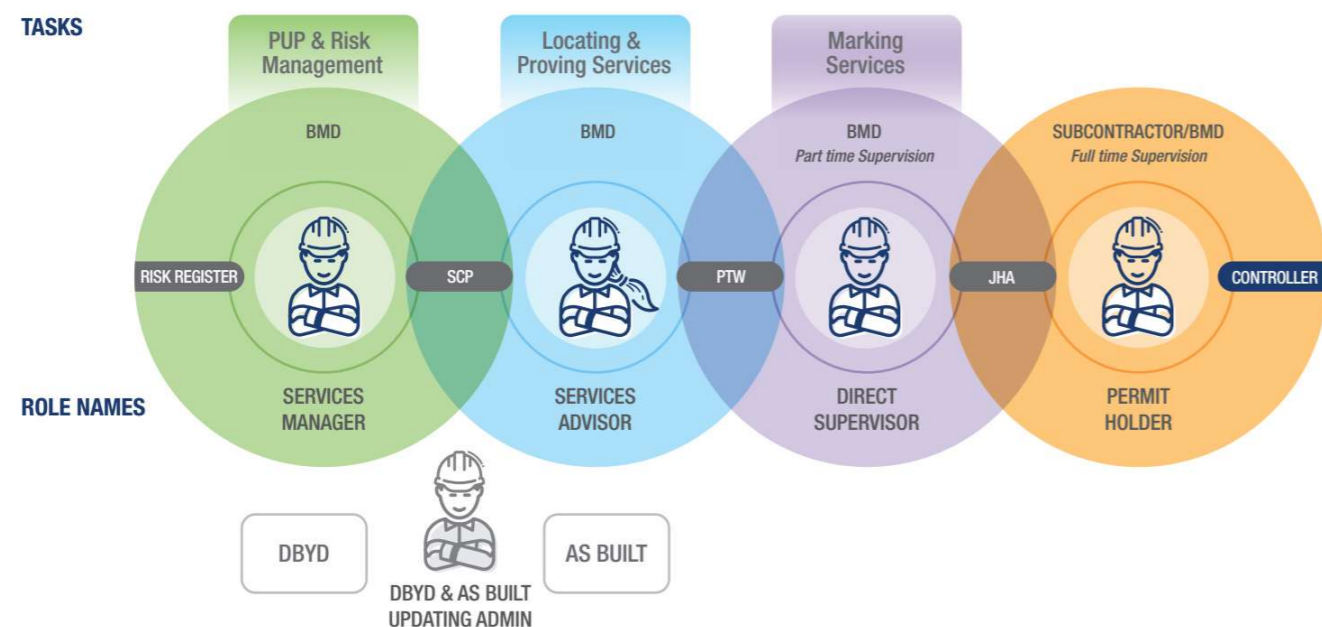 TASKS
PUP & Risk
Management
Locating &
Proving Services
Marking
Services
BMD
BMD
BMD
Part time Supervision
SUBCONTRACTOR/BMD
Full time Supervision
RISK REGISTER
SCP
PTW
JHA
CONTROLLER
ROLE NAMES
SERVICES
MANAGER
SERVICES
ADVISOR
DIRECT
SUPERVISOR
PERMIT
HOLDER
DBYD
AS BUILT
DBYD & AS BUILT
UPDATING ADMIN